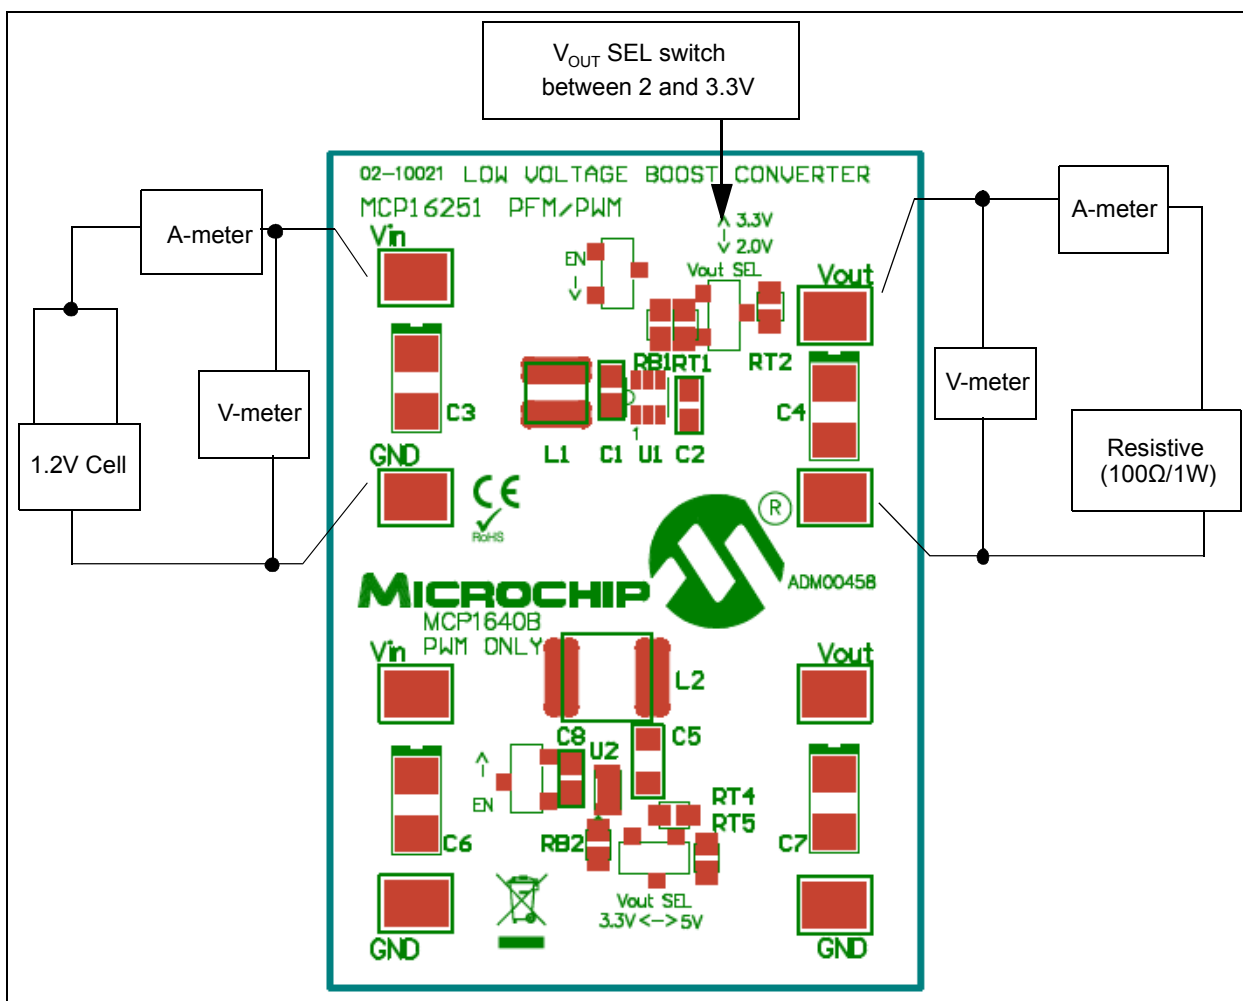 V_OUT SEL switch
between 2 and 3.3V
02-10021 LOW VOLTAGE BOOST CONVERTER
MCP16251 PFM/PWM
A-meter
Vin
EN
3.3V
2.0V
Vout SEL
Vout
A-meter
RB1
RT1
RT2
V-meter
C3
C4
V-meter
1.2V Cell
GND
L1
C1
1
U1
C2
Resistive
(100Ω/1W)
CE
RoHS
R
MICROCHIP
ADM00458
MCP1640B
PWM ONLY
Vin
Vout
L2
C8
U2
C5
EN
RT4
RT5
C6
RB2
C7
Vout SEL
3.3V<->5V
GND
GND